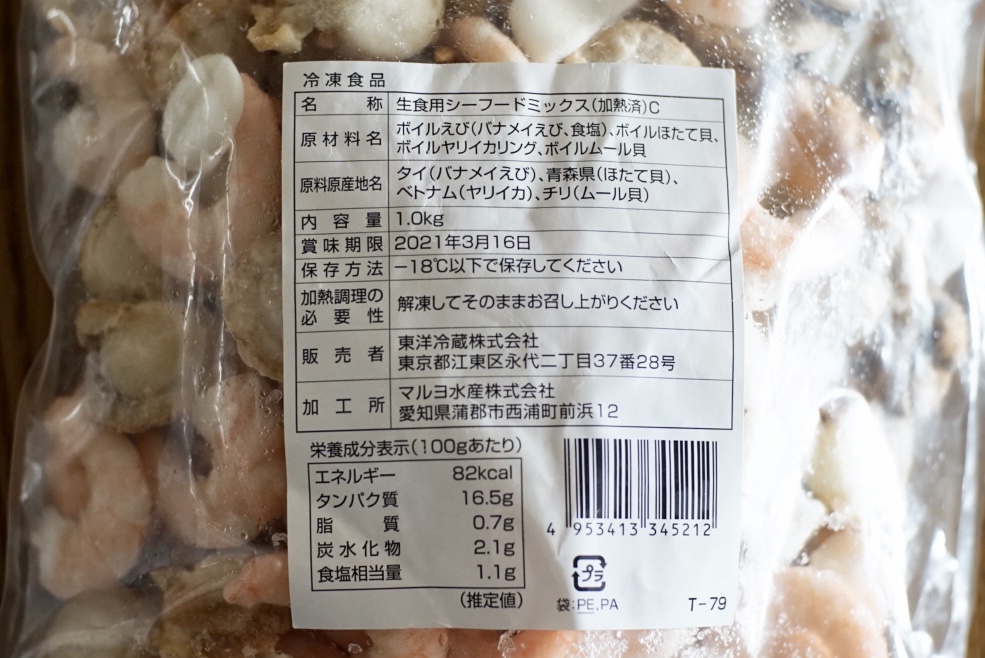 冷凍食品
名称 生食用シーフードミックス(加熱済)C
原材料名 ボイルえび(バナメイえび、食塩)、ボイルほたて貝、
ボイルヤリイカリング、ボイルムール貝
原料原産地名 タイ(バナメイえび)、青森県(ほたて貝)、
ベトナム(ヤリイカ)、チリ(ムール貝)
内容量 1.0kg
賞味期限 2021年3月16日
保存方法 −18℃以下で保存してください
加熱調理の
必要性 解凍してそのままお召し上がりください
販売者 東洋冷蔵株式会社
東京都江東区永代二丁目37番28号
加工所 マルヨ水産株式会社
愛知県蒲郡市西浦町前浜12
栄養成分表示(100gあたり)
エネルギー 82kcal
タンパク質 16.5g
脂質 0.7g
炭水化物 2.1g
食塩相当量 1.1g
(推定値)
4 953413 345212
プラ
袋:PE,PA T-79